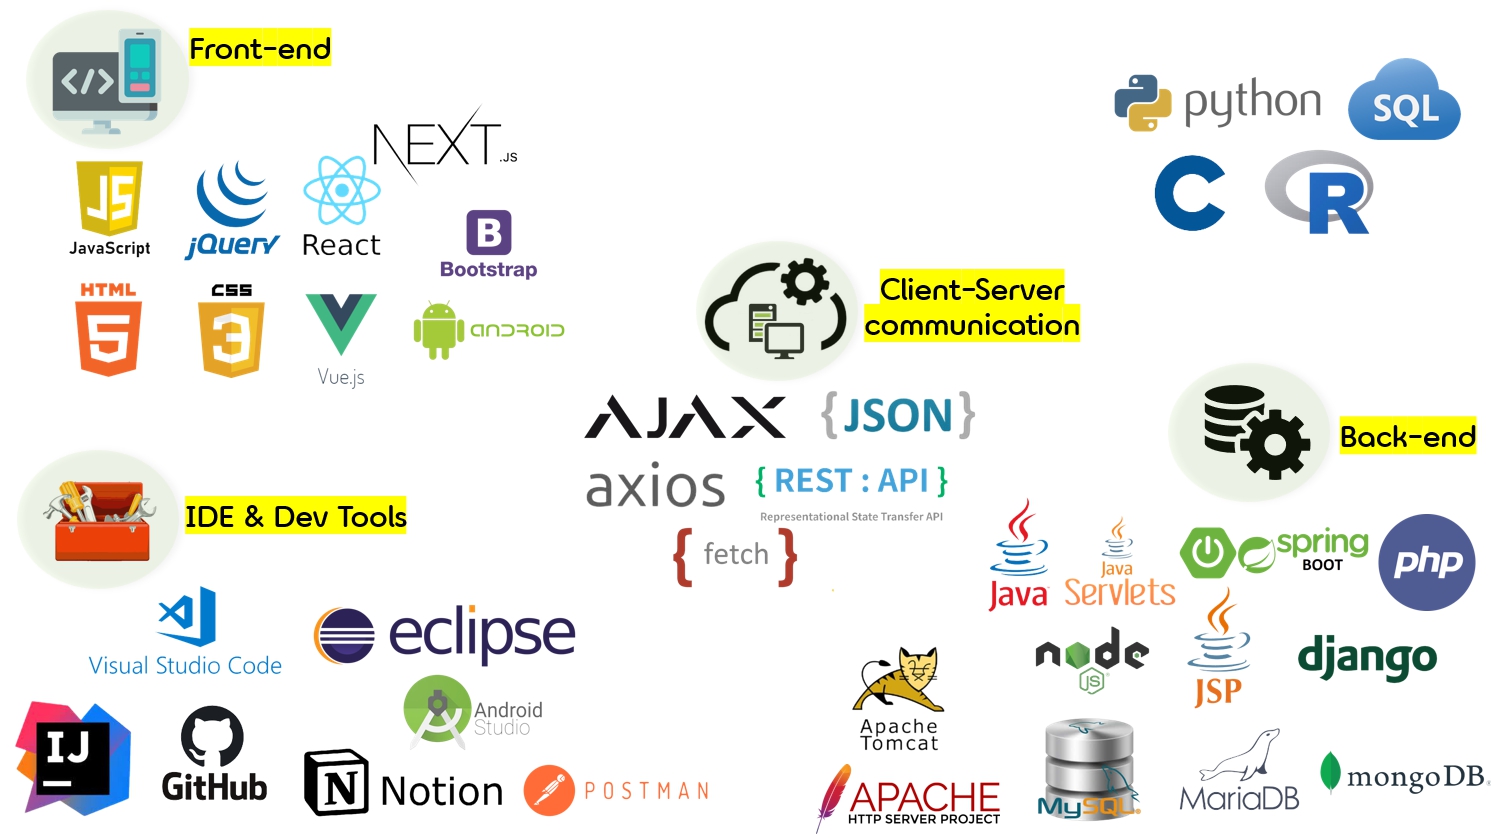 </>
Front-end
NEXT.JS
JS
JavaScript
jQuery
React
B
Bootstrap
HTML
5
CSS
3
Vue.js
ANDROID
python
SQL
C
R
Client-Server
communication
AJAX
{JSON}
axios
{ REST : API }
Representational State Transfer API
{ fetch }
Back-end
Java
Java
Servlets
spring
BOOT
php
node
JS
JSP
django
Apache
Tomcat
APACHE
HTTP SERVER PROJECT
MySQL®
MariaDB
mongoDB®
IDE & Dev Tools
Visual Studio Code
eclipse
Android
Studio
IJ
GitHub
N Notion
POSTMAN